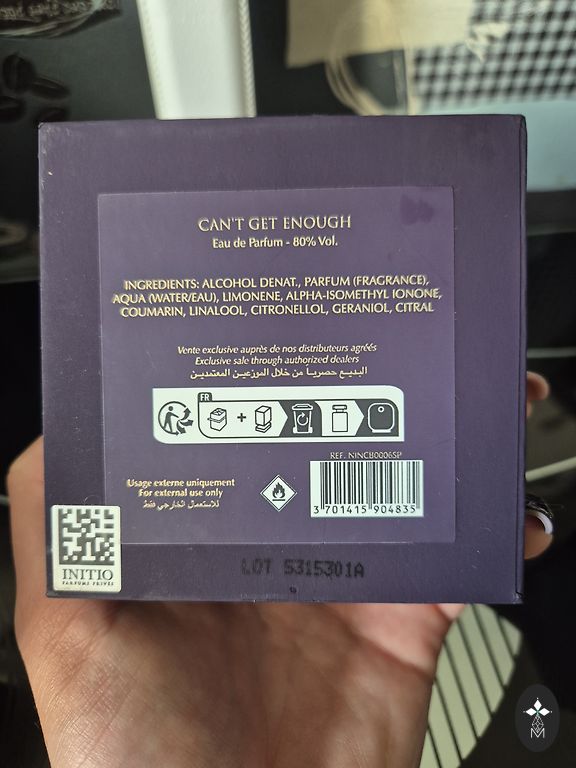 CAN'T GET ENOUGH
Eau de Parfum - 80% Vol.
INGREDIENTS: ALCOHOL DENAT., PARFUM (FRAGRANCE),
AQUA (WATER/EAU), LIMONENE, ALPHA-ISOMETHYL IONONE,
COUMARIN, LINALOOL, CITRONELLOL, GERANIOL, CITRAL
Vente exclusive auprès de nos distributeurs agréés
Exclusive sale through authorized dealers
البديع حصرياً من خلال الموزعين المعتمدين
FR
REF. NINCB0006SP
Usage externe uniquement
For external use only
للاستعمال الخارجي فقط
3 701415 904835
INITIO
PARFUMS PRIVÉS
LOT 5315301A
M